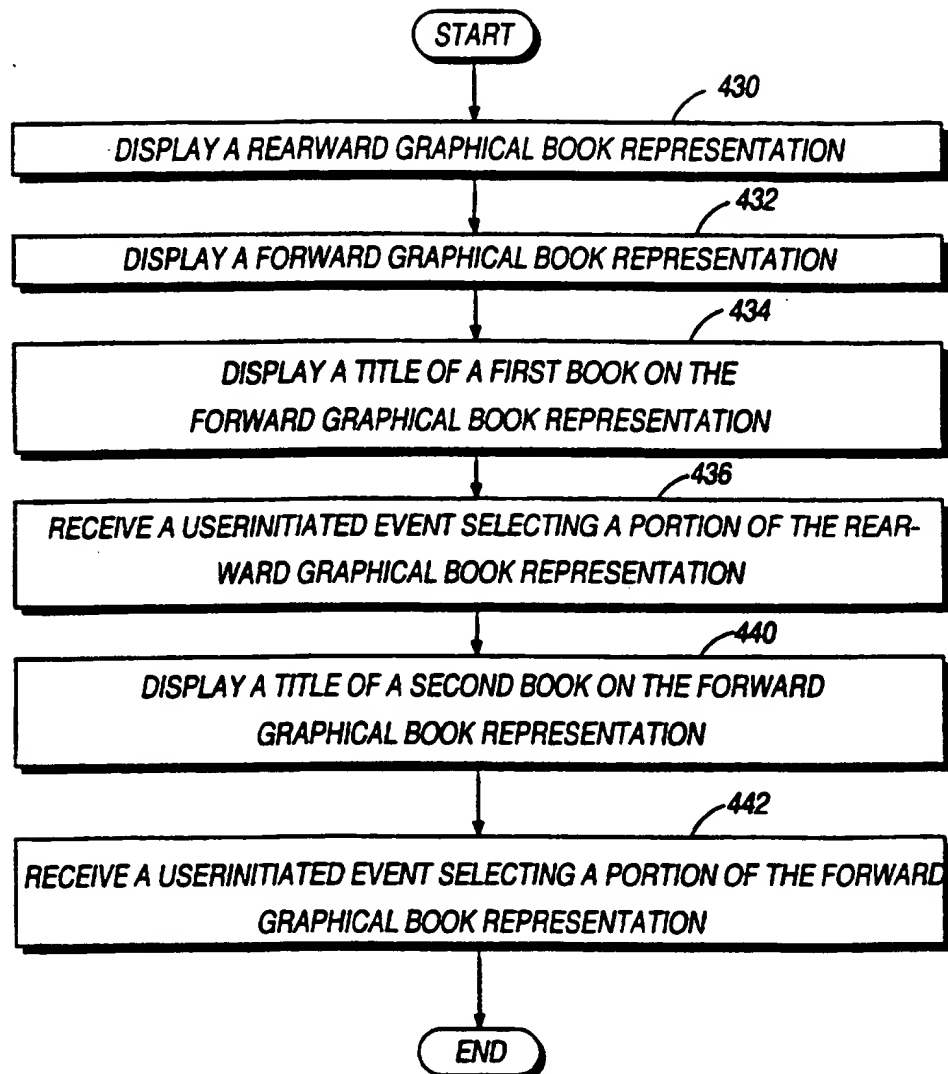 START
430
DISPLAY A REARWARD GRAPHICAL BOOK REPRESENTATION
432
DISPLAY A FORWARD GRAPHICAL BOOK REPRESENTATION
434
DISPLAY A TITLE OF A FIRST BOOK ON THE
FORWARD GRAPHICAL BOOK REPRESENTATION
436
RECEIVE A USERINITIATED EVENT SELECTING A PORTION OF THE REAR-
WARD GRAPHICAL BOOK REPRESENTATION
440
DISPLAY A TITLE OF A SECOND BOOK ON THE FORWARD
GRAPHICAL BOOK REPRESENTATION
442
RECEIVE A USERINITIATED EVENT SELECTING A PORTION OF THE FORWARD
GRAPHICAL BOOK REPRESENTATION
END